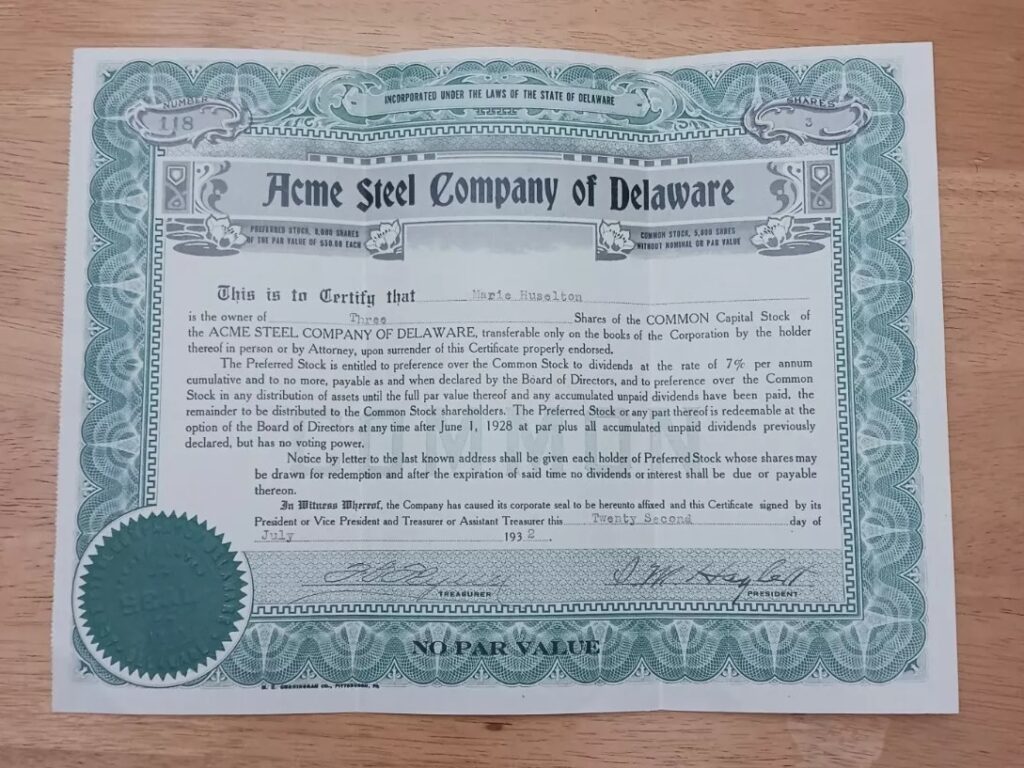 INCORPORATED UNDER THE LAWS OF THE STATE OF DELAWARE
NUMBER
118
SHARES
3
Acme Steel Company of Delaware
PREFERRED STOCK, 8,000 SHARES
OF THE PAR VALUE OF $50.00 EACH
COMMON STOCK, 5,000 SHARES
WITHOUT NOMINAL OR PAR VALUE
This is to Certify that Marie Huselton
is the owner of Three Shares of the COMMON Capital Stock of
the ACME STEEL COMPANY OF DELAWARE, transferable only on the books of the Corporation by the holder
thereof in person or by Attorney, upon surrender of this Certificate properly endorsed.
The Preferred Stock is entitled to preference over the Common Stock to dividends at the rate of 7% per annum
cumulative and to no more, payable as and when declared by the Board of Directors, and to preference over the Common
Stock in any distribution of assets until the full par value thereof and any accumulated unpaid dividends have been paid, the
remainder to be distributed to the Common Stock shareholders. The Preferred Stock or any part thereof is redeemable at the
option of the Board of Directors at any time after June 1, 1928 at par plus all accumulated unpaid dividends previously
declared, but has no voting power.
COMMON
Notice by letter to the last known address shall be given each holder of Preferred Stock whose shares may
be drawn for redemption and after the expiration of said time no dividends or interest shall be due or payable
thereon.
In Witness Whereof, the Company has caused its corporate seal to be hereunto affixed and this Certificate signed by its
President or Vice President and Treasurer or Assistant Treasurer this Twenty Second day of
July 1932.
TREASURER
PRESIDENT
SEAL
NO PAR VALUE